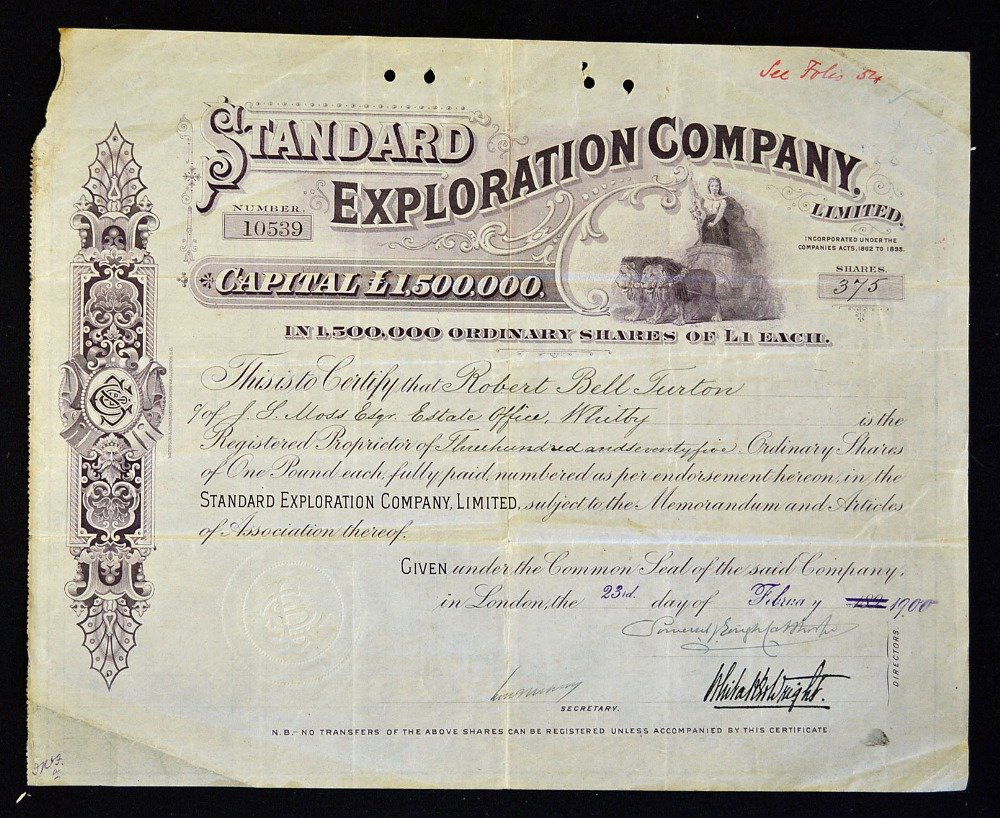 See Folio 54
STANDARD
EXPLORATION COMPANY.
LIMITED.
NUMBER.
10539
INCORPORATED UNDER THE
COMPANIES ACTS, 1862 TO 1898.
SHARES.
375
CAPITAL £1,500,000.
IN 1,500,000 ORDINARY SHARES OF £1 EACH.
This is to Certify that Robert Bell Turton
of J. S. Moss Esqr. Estate Office, Whitby is the
Registered Proprietor of Threehundred and seventy five Ordinary Shares
of One Pound each, fully paid, numbered as per endorsement hereon, in the
STANDARD EXPLORATION COMPANY, LIMITED, subject to the Memorandum and Articles
of Association thereof.
GIVEN under the Common Seal of the said Company,
in London, the 23rd. day of February 189 1900
DIRECTORS.
Whitaker Wright.
SECRETARY.
N.B.– NO TRANSFERS OF THE ABOVE SHARES CAN BE REGISTERED UNLESS ACCOMPANIED BY THIS CERTIFICATE.